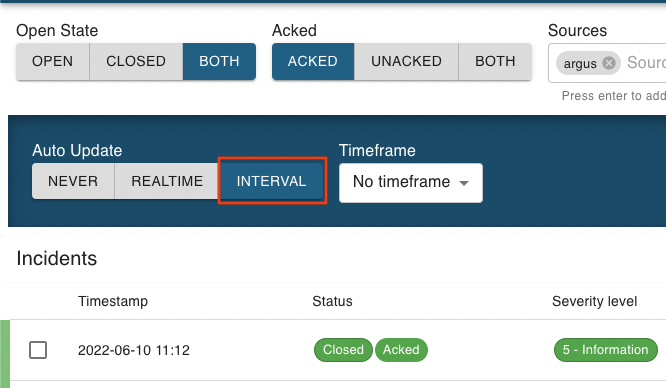 Open State Acked Sources
OPEN CLOSED BOTH ACKED UNACKED BOTH argus Sourc
Press enter to add
Auto Update Timeframe
NEVER REALTIME INTERVAL No timeframe
Incidents
Timestamp Status Severity level
2022-06-10 11:12 Closed Acked 5 - Information